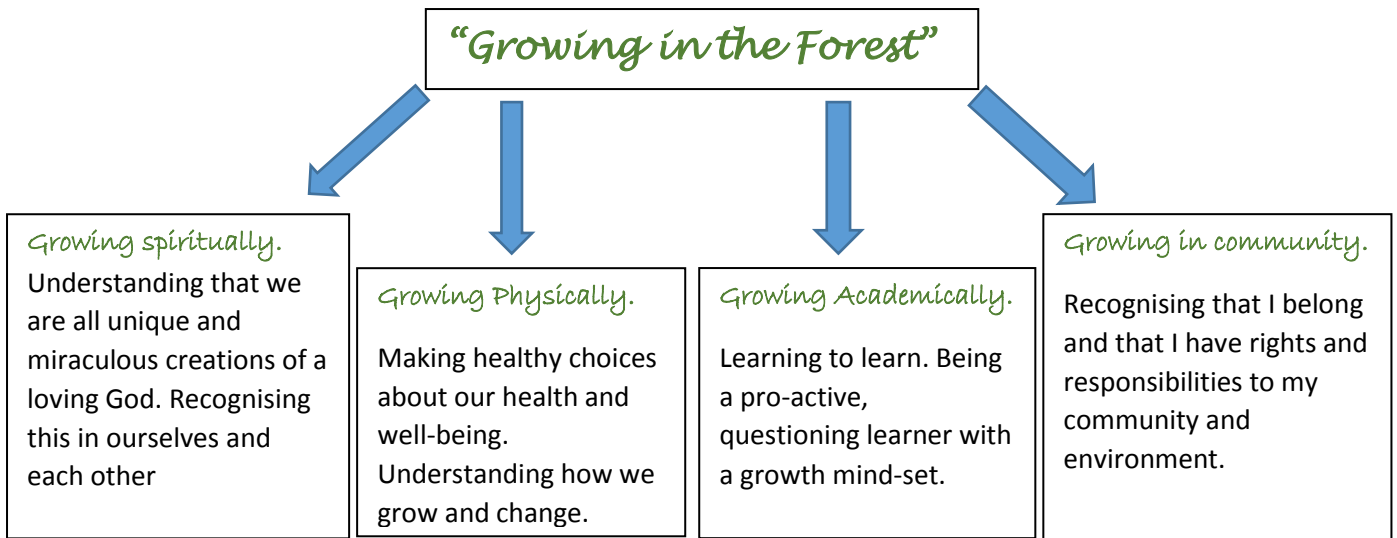 “Growing in the Forest”
Growing spiritually.
Understanding that we
are all unique and
miraculous creations of a
loving God. Recognising
this in ourselves and
each other
Growing Physically.
Making healthy choices
about our health and
well-being.
Understanding how we
grow and change.
Growing Academically.
Learning to learn. Being
a pro-active,
questioning learner with
a growth mind-set.
Growing in community.
Recognising that I belong
and that I have rights and
responsibilities to my
community and
environment.